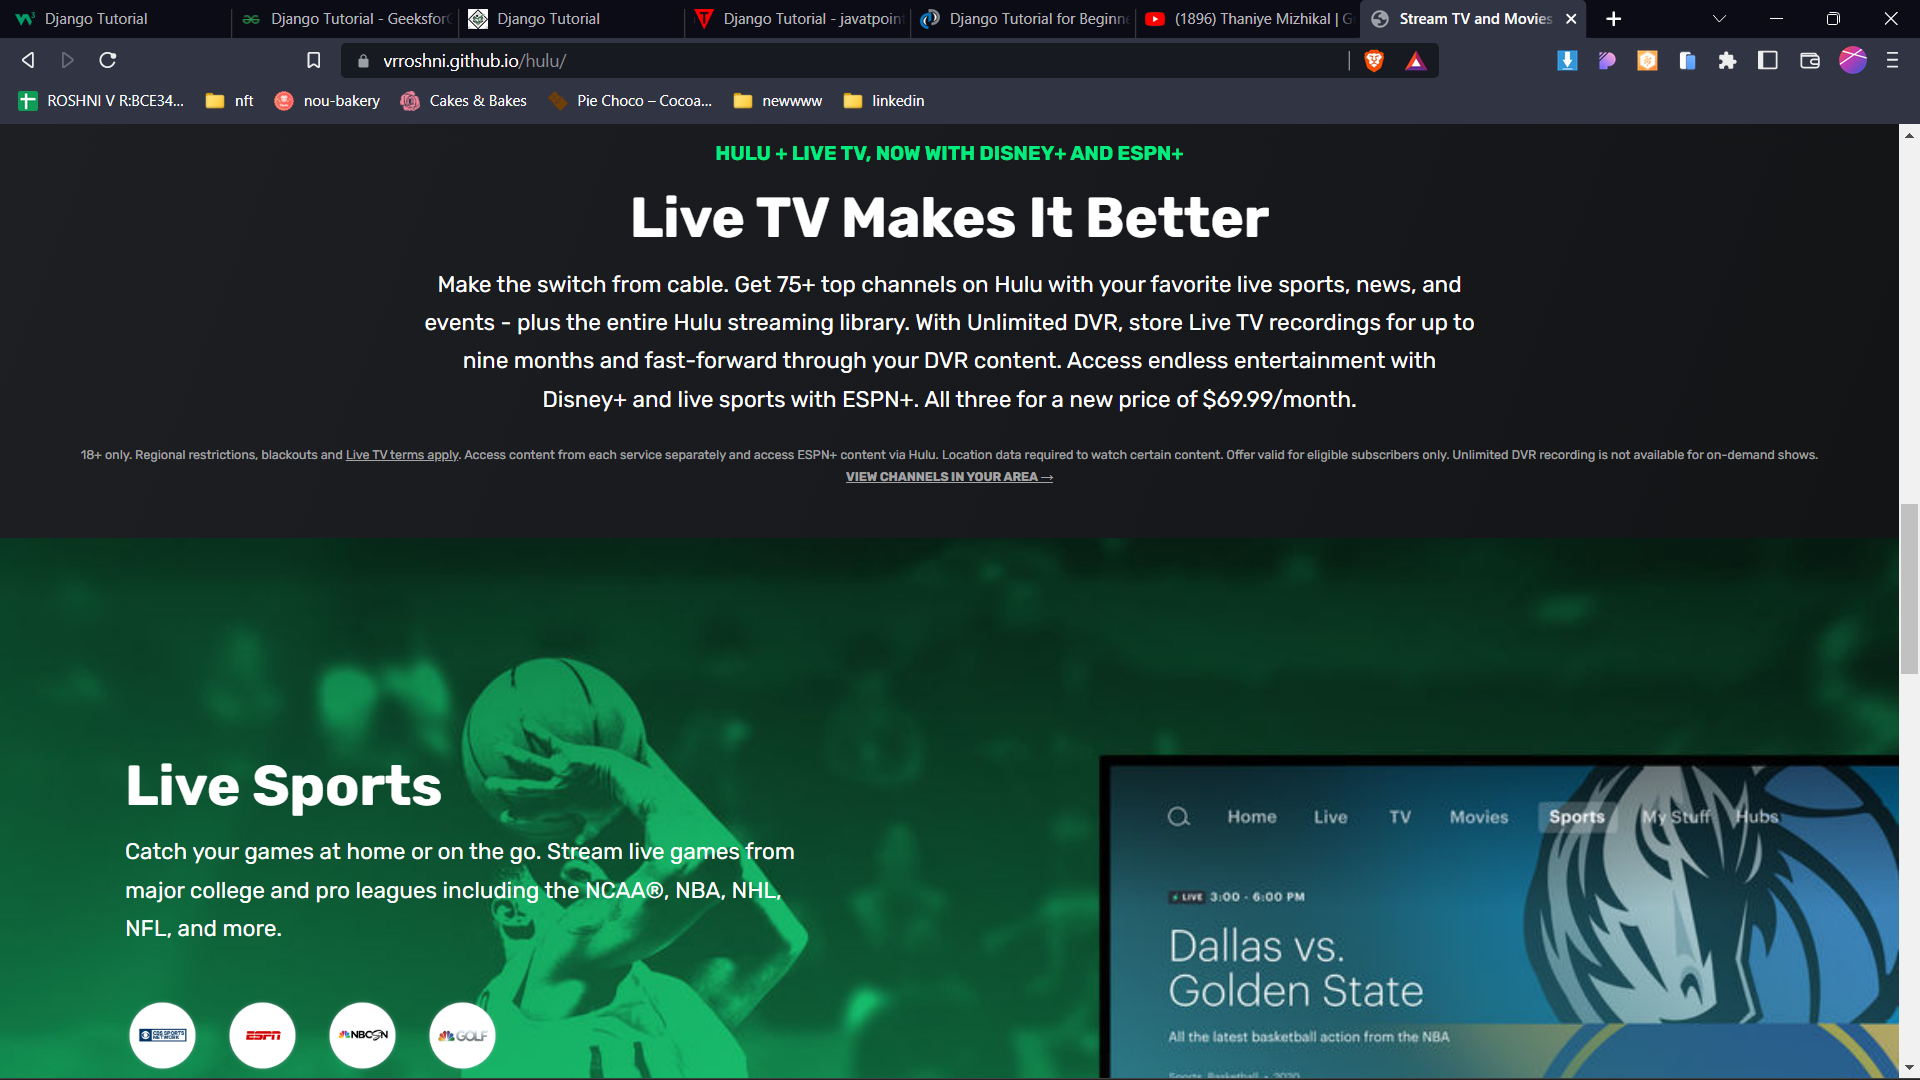 Django Tutorial
Django Tutorial - Geeksfor
Django Tutorial
Django Tutorial - javatpoin
Django Tutorial for Beginne
(1896) Thaniye Mizhikal | G
Stream TV and Movies
vrroshni.github.io/hulu/
ROSHNI V R:BCE34...
nft
nou-bakery
Cakes & Bakes
Pie Choco – Cocoa...
newwww
linkedin
HULU + LIVE TV, NOW WITH DISNEY+ AND ESPN+
Live TV Makes It Better
Make the switch from cable. Get 75+ top channels on Hulu with your favorite live sports, news, and
events - plus the entire Hulu streaming library. With Unlimited DVR, store Live TV recordings for up to
nine months and fast-forward through your DVR content. Access endless entertainment with
Disney+ and live sports with ESPN+. All three for a new price of $69.99/month.
18+ only. Regional restrictions, blackouts and Live TV terms apply. Access content from each service separately and access ESPN+ content via Hulu. Location data required to watch certain content. Offer valid for eligible subscribers only. Unlimited DVR recording is not available for on-demand shows.
VIEW CHANNELS IN YOUR AREA →
Live Sports
Catch your games at home or on the go. Stream live games from
major college and pro leagues including the NCAA®, NBA, NHL,
NFL, and more.
CBS SPORTS NETWORK
ESPN
NBCSN
GOLF
Home Live TV Movies Sports My Stuff Hubs
LIVE 3:00 - 6:00 PM
Dallas vs.
Golden State
All the latest basketball action from the NBA
Sports, Basketball • 2020